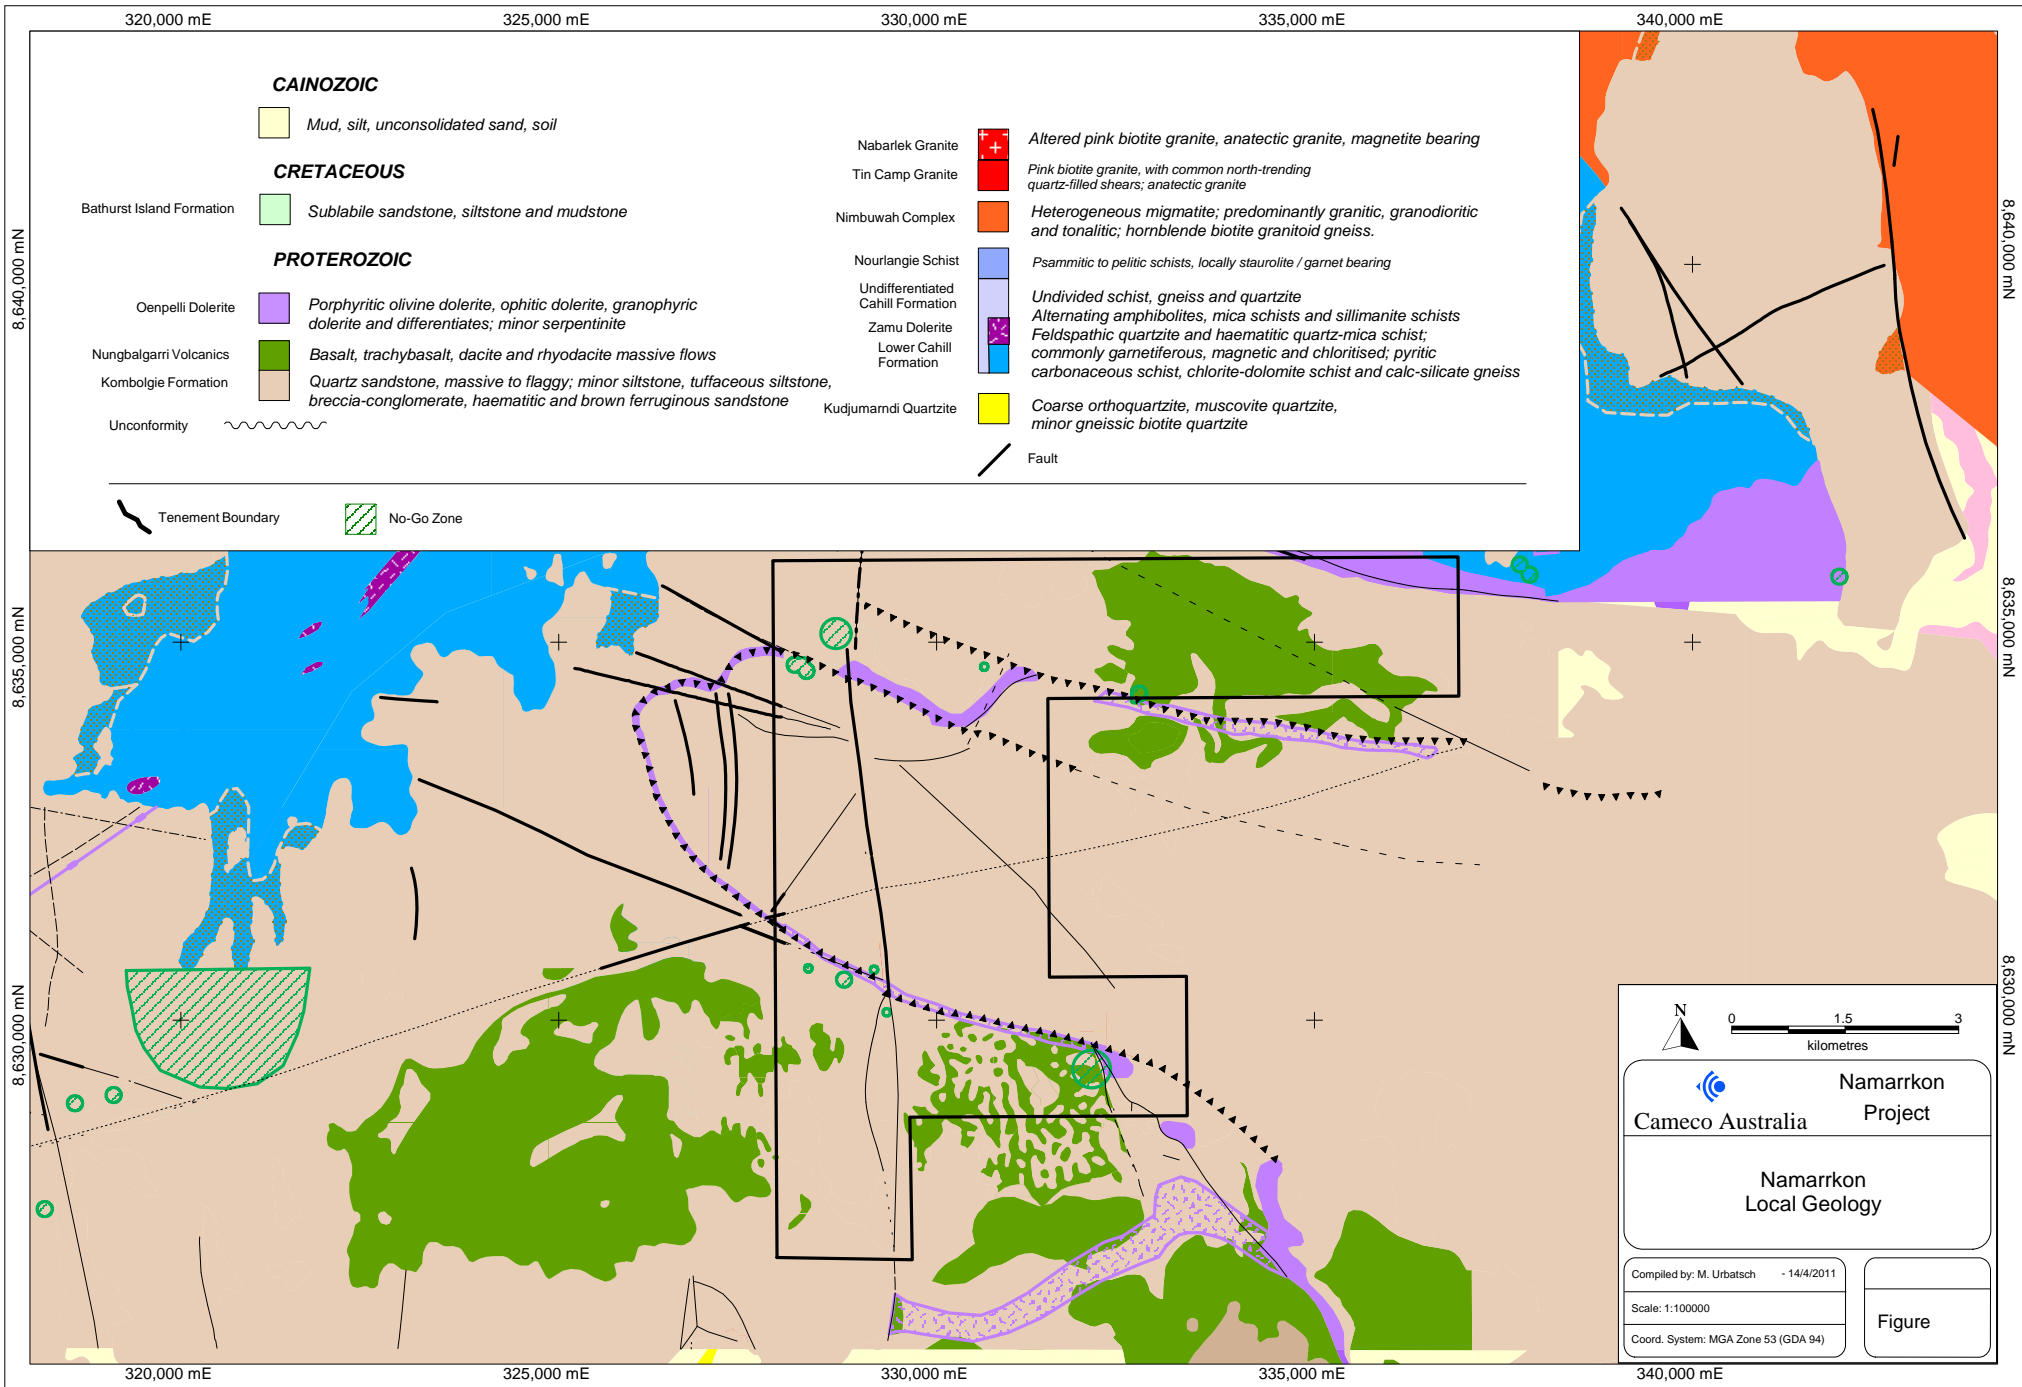 320,000 mE
325,000 mE
330,000 mE
335,000 mE
340,000 mE
CAINOZOIC
Mud, silt, unconsolidated sand, soil
CRETACEOUS
Bathurst Island Formation
Sublabile sandstone, siltstone and mudstone
PROTEROZOIC
Oenpelli Dolerite
Porphyritic olivine dolerite, ophitic dolerite, granophyric
dolerite and differentiates; minor serpentinite
Nungbalgarri Volcanics
Basalt, trachybasalt, dacite and rhyodacite massive flows
Kombolgie Formation
Quartz sandstone, massive to flaggy; minor siltstone, tuffaceous siltstone,
breccia-conglomerate, haematitic and brown ferruginous sandstone
Unconformity
Nabarlek Granite
Altered pink biotite granite, anatectic granite, magnetite bearing
Tin Camp Granite
Pink biotite granite, with common north-trending
quartz-filled shears; anatectic granite
Nimbuwah Complex
Heterogeneous migmatite; predominantly granitic, granodioritic
and tonalitic; hornblende biotite granitoid gneiss.
Nourlangie Schist
Psammitic to pelitic schists, locally staurolite / garnet bearing
Undifferentiated
Cahill Formation
Undivided schist, gneiss and quartzite
Alternating amphibolites, mica schists and sillimanite schists
Zamu Dolerite
Feldspathic quartzite and haematitic quartz-mica schist;
Lower Cahill
Formation
commonly garnetiferous, magnetic and chloritised; pyritic
carbonaceous schist, chlorite-dolomite schist and calc-silicate gneiss
Kudjumarndi Quartzite
Coarse orthoquartzite, muscovite quartzite,
minor gneissic biotite quartzite
Fault
Tenement Boundary
No-Go Zone
8,640,000 mN
8,635,000 mN
8,630,000 mN
8,640,000 mN
8,635,000 mN
8,630,000 mN
N
0
1.5
3
kilometres
Cameco Australia
Namarrkon
Project
Namarrkon
Local Geology
Compiled by: M. Urbatsch - 14/4/2011
Scale: 1:100000
Coord. System: MGA Zone 53 (GDA 94)
Figure
320,000 mE
325,000 mE
330,000 mE
335,000 mE
340,000 mE